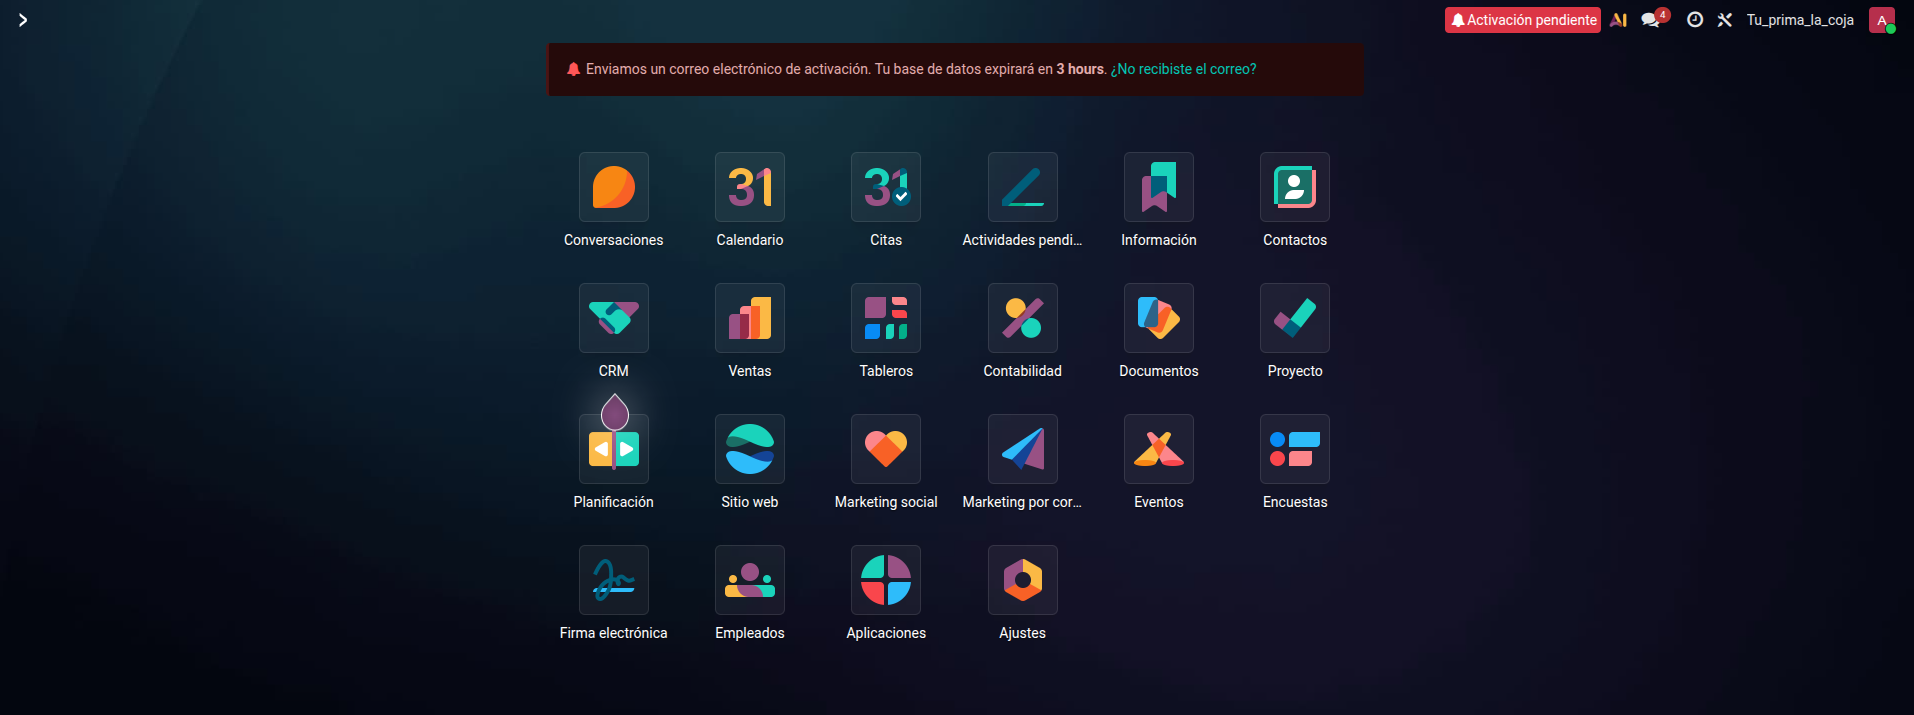 Activación pendiente AI 4 Tu_prima_la_coja A
Enviamos un correo electrónico de activación. Tu base de datos expirará en 3 hours. ¿No recibiste el correo?
31 31
Conversaciones Calendario Citas Actividades pendi... Información Contactos
CRM Ventas Tableros Contabilidad Documentos Proyecto
Planificación Sitio web Marketing social Marketing por cor... Eventos Encuestas
Firma electrónica Empleados Aplicaciones Ajustes